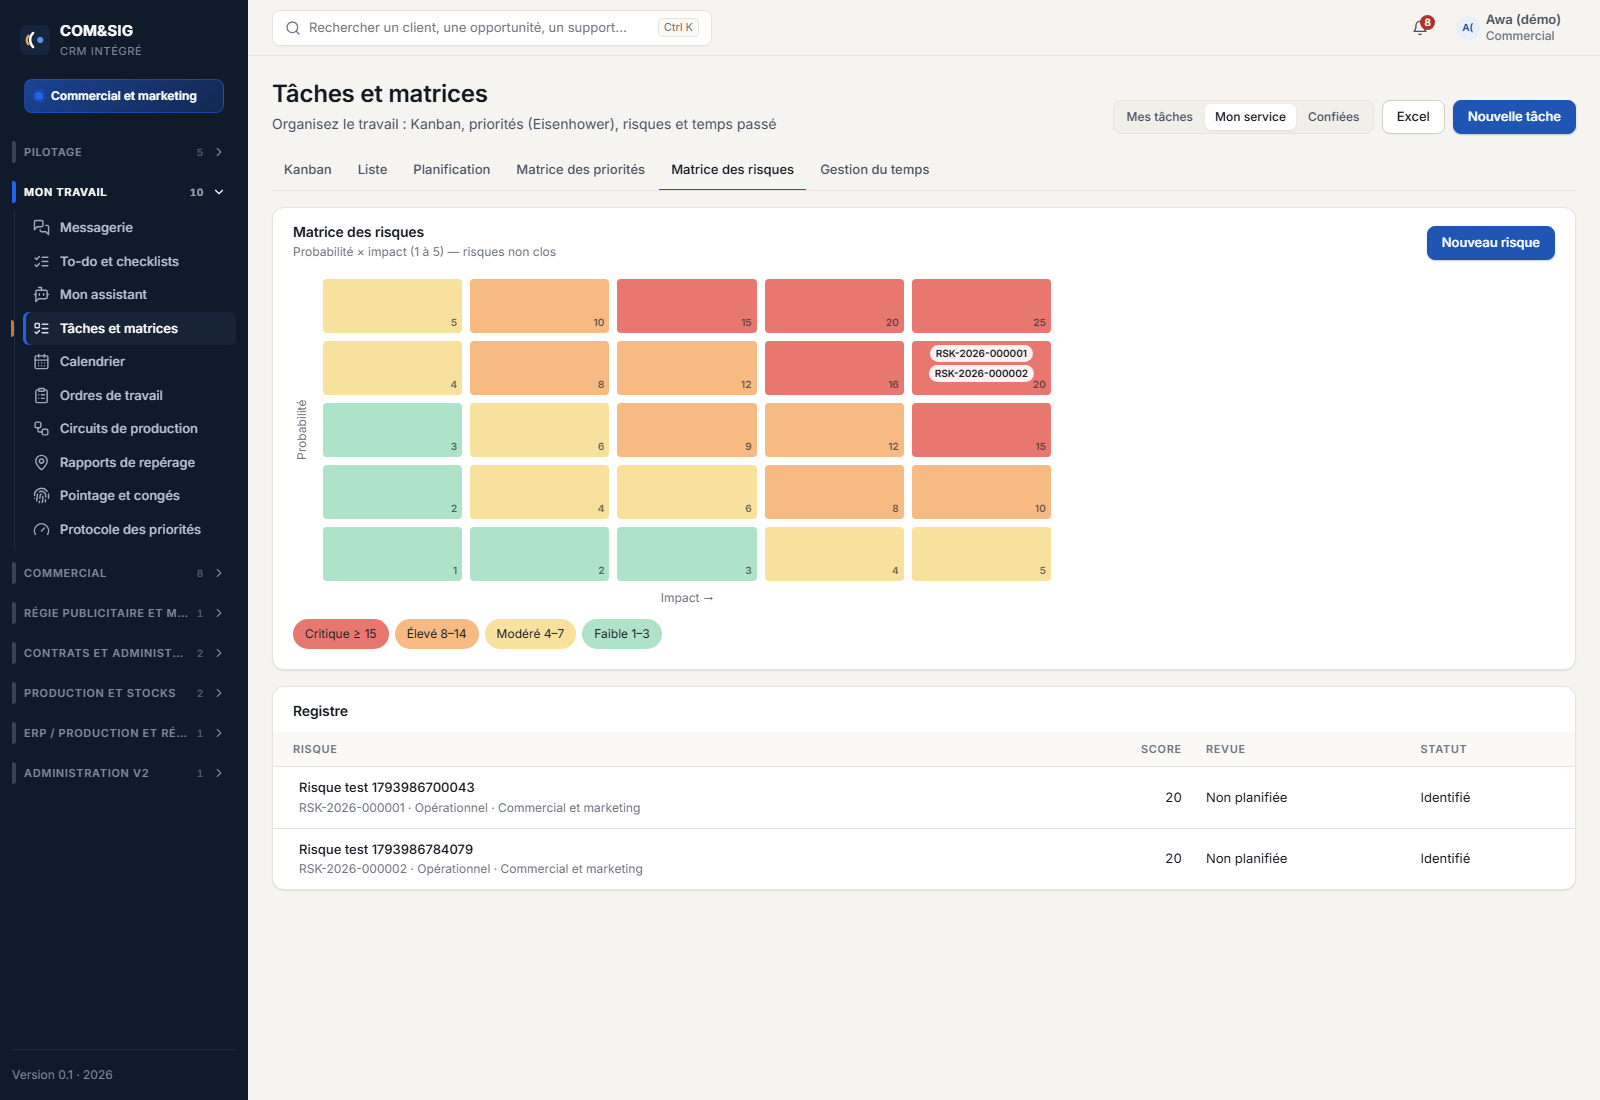 COM&SIG
CRM INTÉGRÉ
Commercial et marketing
PILOTAGE 5
MON TRAVAIL 10
Messagerie
To-do et checklists
Mon assistant
Tâches et matrices
Calendrier
Ordres de travail
Circuits de production
Rapports de repérage
Pointage et congés
Protocole des priorités
COMMERCIAL 8
RÉGIE PUBLICITAIRE ET M... 1
CONTRATS ET ADMINIST... 2
PRODUCTION ET STOCKS 2
ERP / PRODUCTION ET RÉ... 1
ADMINISTRATION V2 1
Version 0.1 · 2026
Rechercher un client, une opportunité, un support... Ctrl K
8
A(
Awa (démo)
Commercial
Tâches et matrices
Organisez le travail : Kanban, priorités (Eisenhower), risques et temps passé
Mes tâches Mon service Confiées Excel Nouvelle tâche
Kanban Liste Planification Matrice des priorités Matrice des risques Gestion du temps
Matrice des risques
Probabilité × impact (1 à 5) — risques non clos
Nouveau risque
Probabilité
5 10 15 20 25
RSK-2026-000001
RSK-2026-000002
4 8 12 16 20
3 6 9 12 15
2 4 6 8 10
1 2 3 4 5
Impact →
Critique ≥ 15 Élevé 8–14 Modéré 4–7 Faible 1–3
Registre
RISQUE SCORE REVUE STATUT
Risque test 1793986700043
RSK-2026-000001 · Opérationnel · Commercial et marketing
20 Non planifiée Identifié
Risque test 1793986784079
RSK-2026-000002 · Opérationnel · Commercial et marketing
20 Non planifiée Identifié